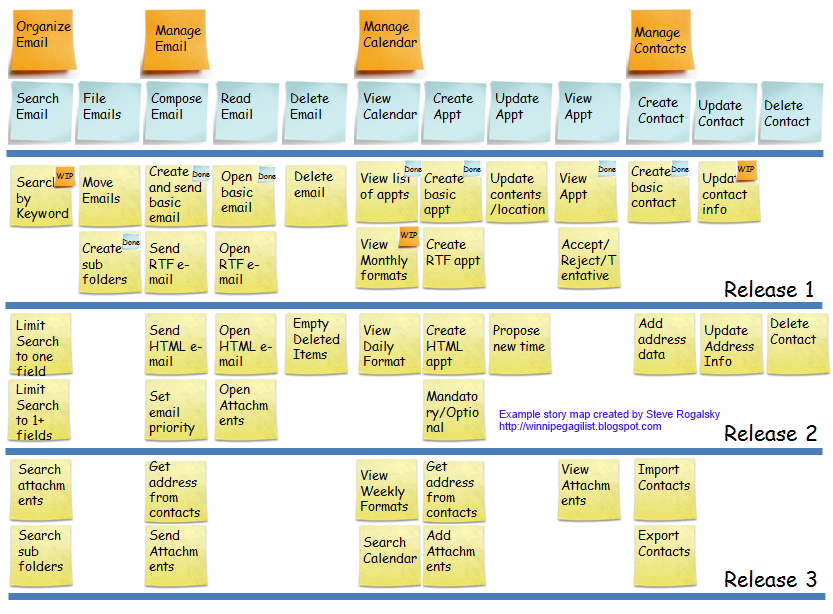 Organize
Email
Manage
Email
Manage
Calendar
Manage
Contacts
Search
Email
File
Emails
Compose
Email
Read
Email
Delete
Email
View
Calendar
Create
Appt
Update
Appt
View
Appt
Create
Contact
Update
Contact
Delete
Contact
Search
by
Keyword
WIP
Move
Emails
Create
and send
basic
email
Done
Open
basic
email
Done
Delete
email
View list
of appts
Done
Create
basic
appt
Done
Update
contents
/location
View
Appt
Done
Create
basic
contact
Done
Update
contact
info
WIP
Create
sub
folders
Done
Send
RTF e-
mail
Open
RTF e-
mail
View
Monthly
formats
WIP
Create
RTF appt
Accept/
Reject/T
entative
Release 1
Limit
Search
to one
field
Send
HTML e-
mail
Open
HTML e-
mail
Empty
Deleted
Items
View
Daily
Format
Create
HTML
appt
Propose
new time
Add
address
data
Update
Address
Info
Delete
Contact
Limit
Search
to 1+
fields
Set
email
priority
Open
Attachm
ents
Mandato
ry/Optio
nal
Example story map created by Steve Rogalsky
http://winnipegagilist.blogspot.com
Release 2
Search
attachm
ents
Get
address
from
contacts
View
Weekly
Formats
Get
address
from
contacts
View
Attachm
ents
Import
Contacts
Search
sub
folders
Send
Attachm
ents
Search
Calendar
Add
Attachm
ents
Export
Contacts
Release 3